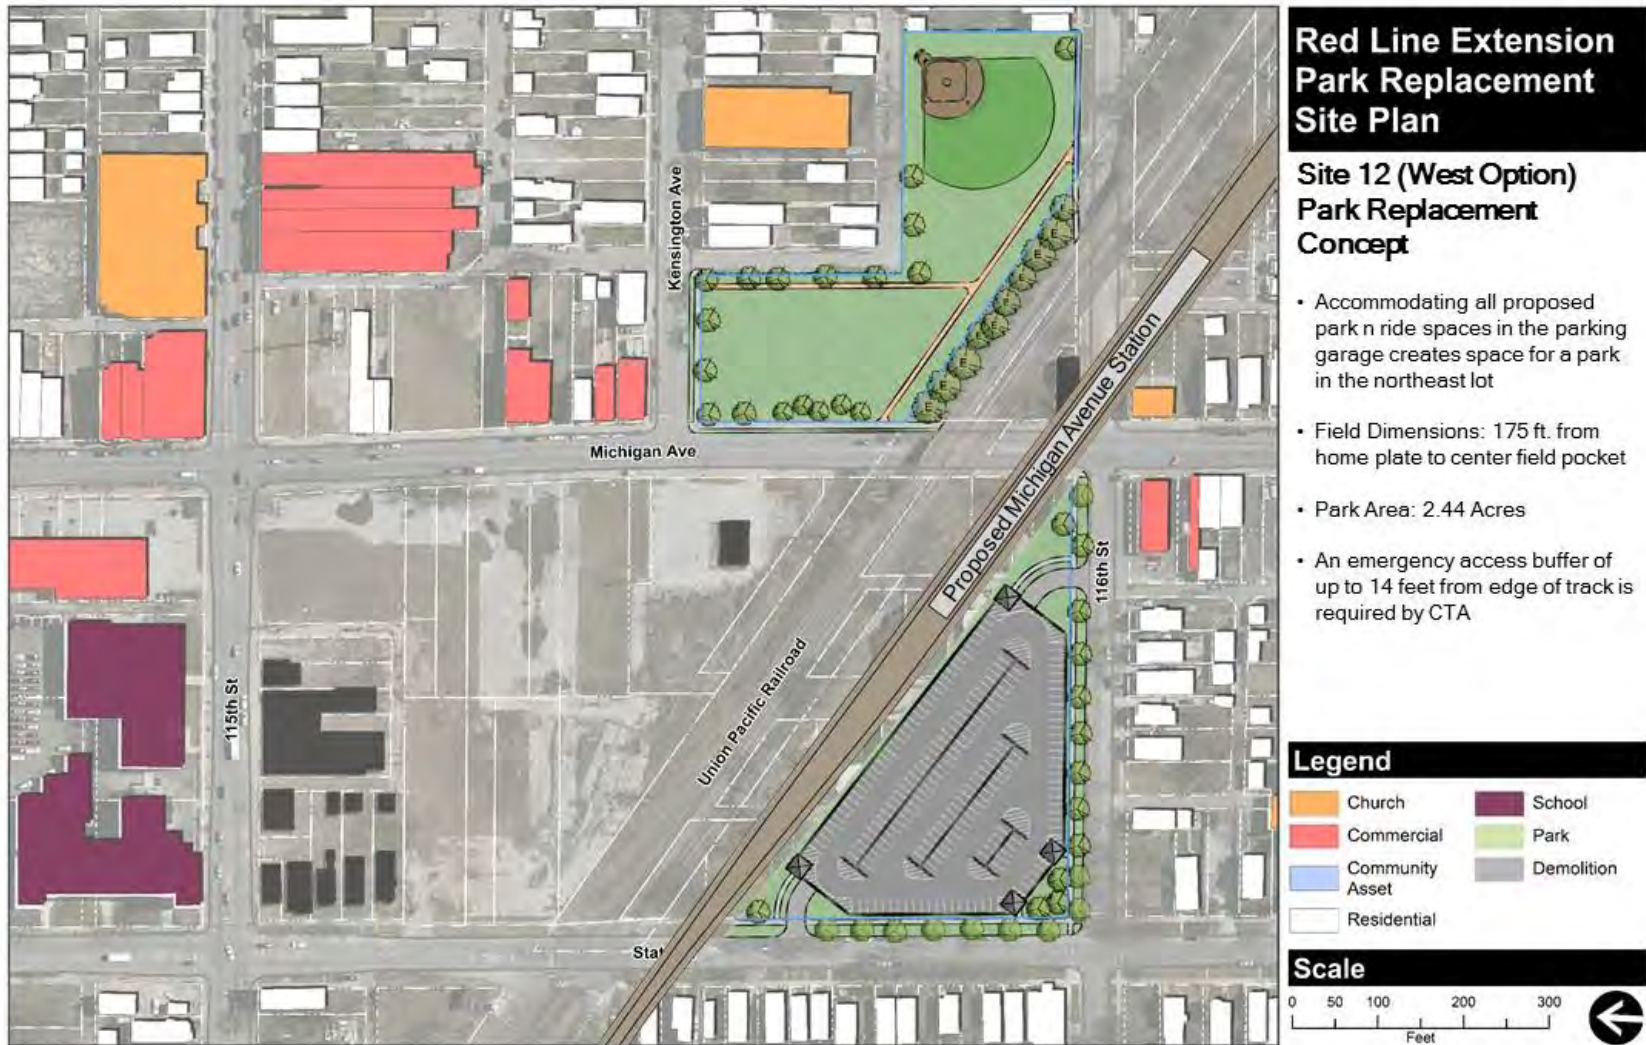 Red Line Extension
Park Replacement
Site Plan
Site 12 (West Option)
Park Replacement
Concept
• Accommodating all proposed
park n ride spaces in the parking
garage creates space for a park
in the northeast lot
• Field Dimensions: 175 ft. from
home plate to center field pocket
• Park Area: 2.44 Acres
• An emergency access buffer of
up to 14 feet from edge of track is
required by CTA
Legend
Church
School
Commercial
Park
Community
Asset
Demolition
Residential
Scale
0 50 100 200 300
Feet
Kensington Ave
Michigan Ave
Proposed Michigan Avenue Station
116th St
115th St
Union Pacific Railroad
Stat
E
E
E
E
E
E